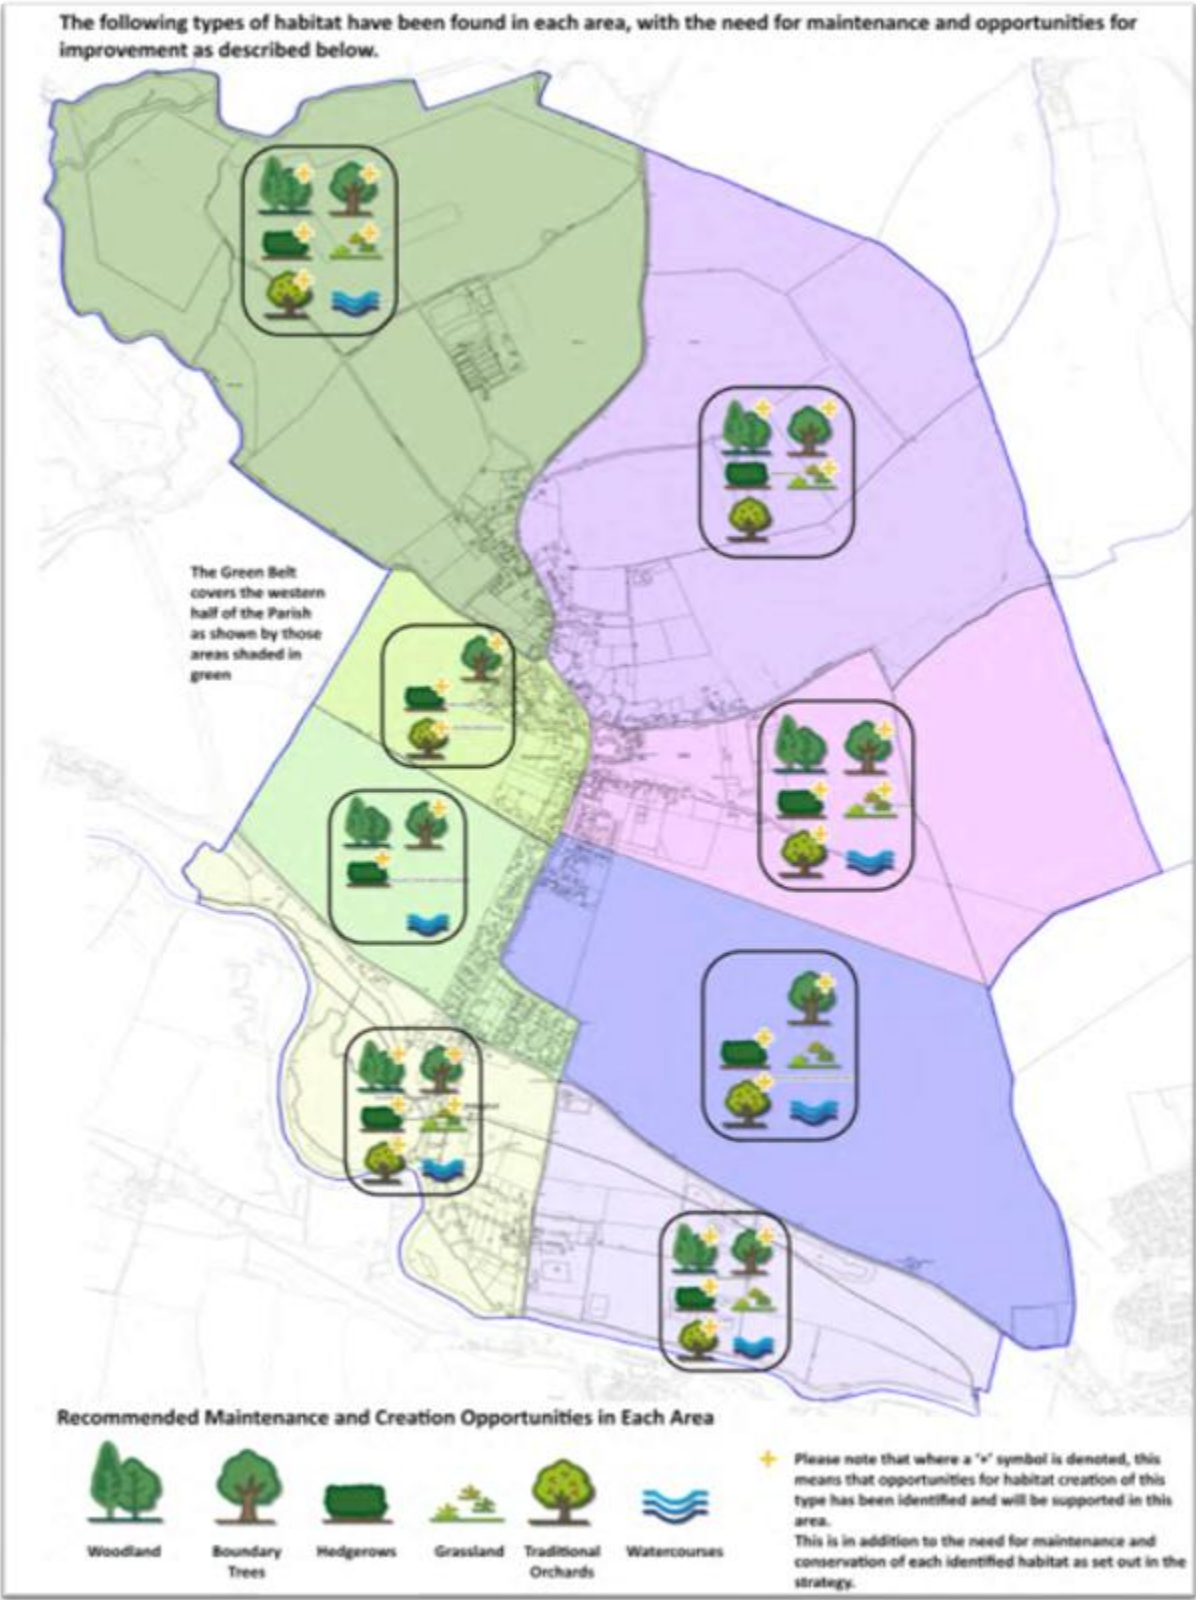 The following types of habitat have been found in each area, with the need for maintenance and opportunities for
improvement as described below.
The Green Belt
covers the western
half of the Parish
as shown by those
areas shaded in
green
Recommended Maintenance and Creation Opportunities in Each Area
Woodland
Boundary
Trees
Hedgerows
Grassland
Traditional
Orchards
Watercourses
Please note that where a '+' symbol is denoted, this
means that opportunities for habitat creation of this
type has been identified and will be supported in this
area.
This is in addition to the need for maintenance and
conservation of each identified habitat as set out in the
strategy.